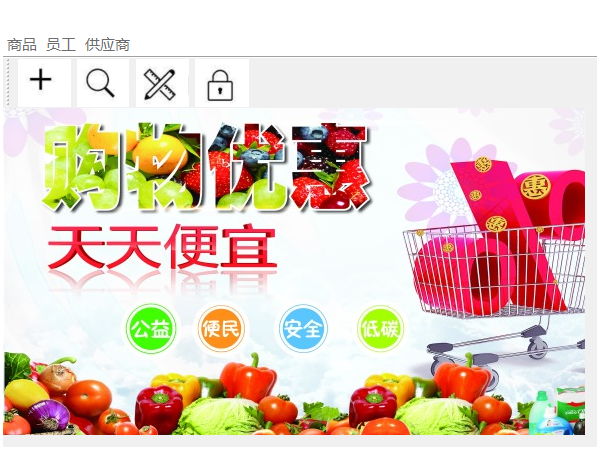 商品 员工 供应商
购物优惠
天天便宜
公益 便民 安全 低碳
惠